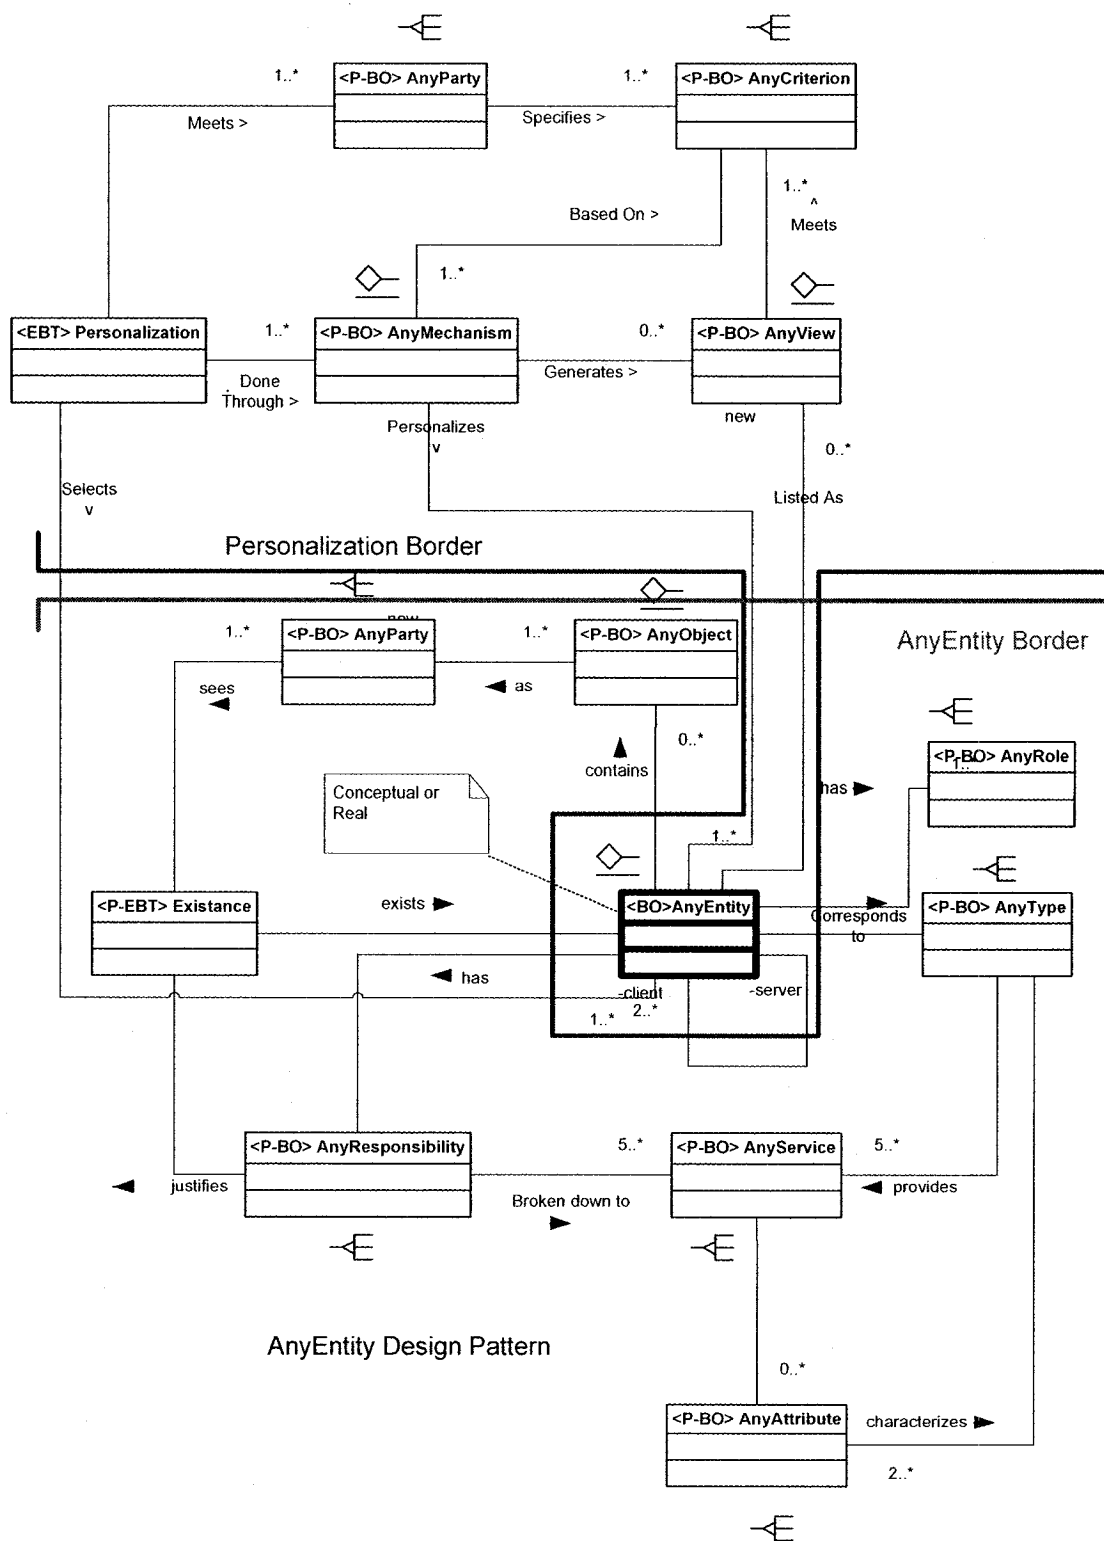 1..*
<P-BO> AnyParty
1..*
<P-BO> AnyCriterion
Meets >
Specifies >
1..*
^
Meets
Based On >
1..*
<EBT> Personalization
1..*
<P-BO> AnyMechanism
0..*
<P-BO> AnyView
Done
Through >
Generates >
Personalizes
v
new
0..*
Selects
v
Listed As
Personalization Border
1..*
<P-BO> AnyParty
1..*
<P-BO> AnyObject
AnyEntity Border
sees
as
0..*
contains
<P-BO> AnyRole
1..*
Conceptual or
Real
has
1..*
<P-EBT> Existance
exists
<BO>AnyEntity
<P-BO> AnyType
Corresponds
to
has
-client
-server
1..*
2..*
<P-BO> AnyResponsibility
5..*
<P-BO> AnyService
5..*
justifies
Broken down to
provides
AnyEntity Design Pattern
0..*
<P-BO> AnyAttribute
characterizes
2..*